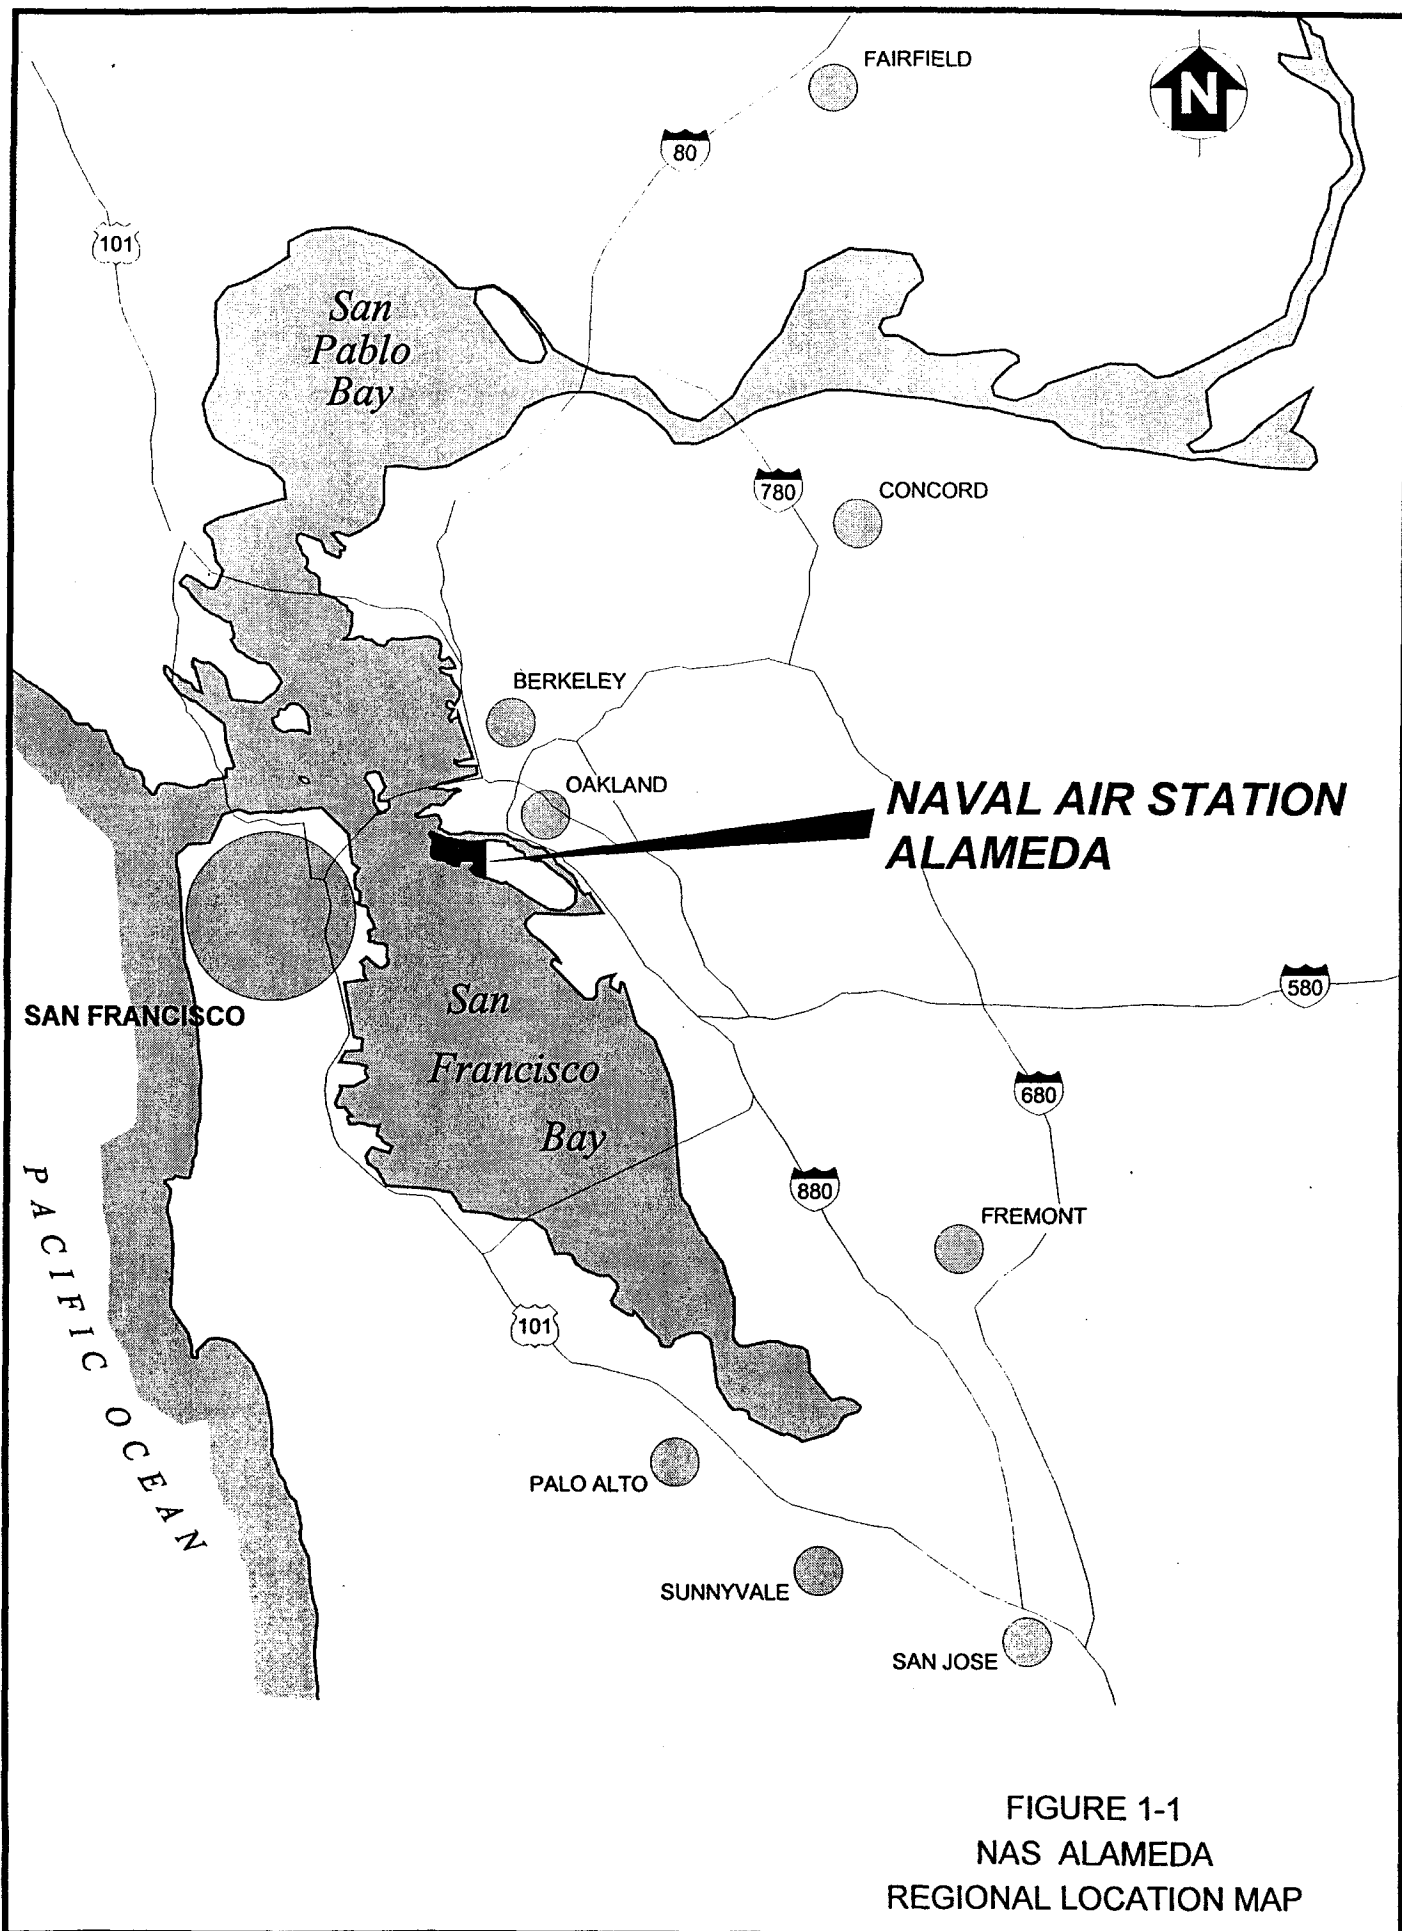 FAIRFIELD
N
80
101
San
Pablo
Bay
780
CONCORD
BERKELEY
OAKLAND
NAVAL AIR STATION
ALAMEDA
SAN FRANCISCO
San
Francisco
Bay
580
680
880
PACIFIC OCEAN
FREMONT
101
PALO ALTO
SUNNYVALE
SAN JOSE
FIGURE 1-1
NAS ALAMEDA
REGIONAL LOCATION MAP